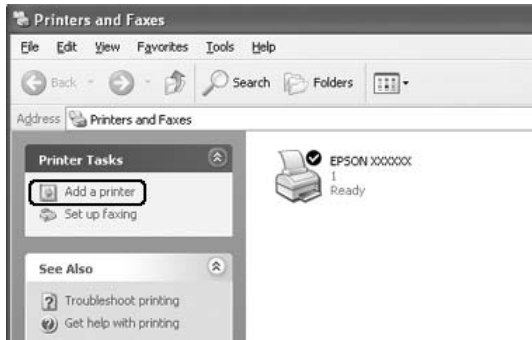 Printers and Faxes
File Edit View Favorites Tools Help
Back Search Folders
Address Printers and Faxes
Printer Tasks
Add a printer
Set up faxing
See Also
Troubleshoot printing
Get help with printing
EPSON XXXXXX
1
Ready